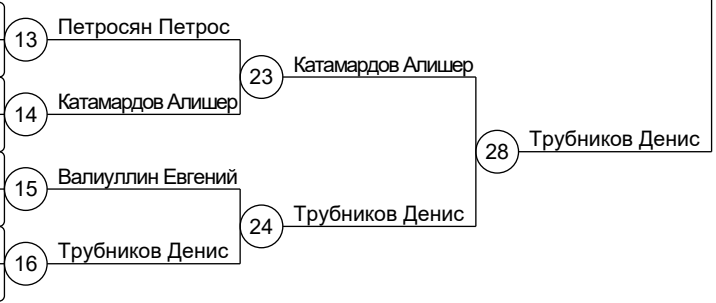 13 Петросян Петрос
14 Катамардов Алишер
23 Катамардов Алишер
15 Валиуллин Евгений
16 Трубников Денис
24 Трубников Денис
28 Трубников Денис